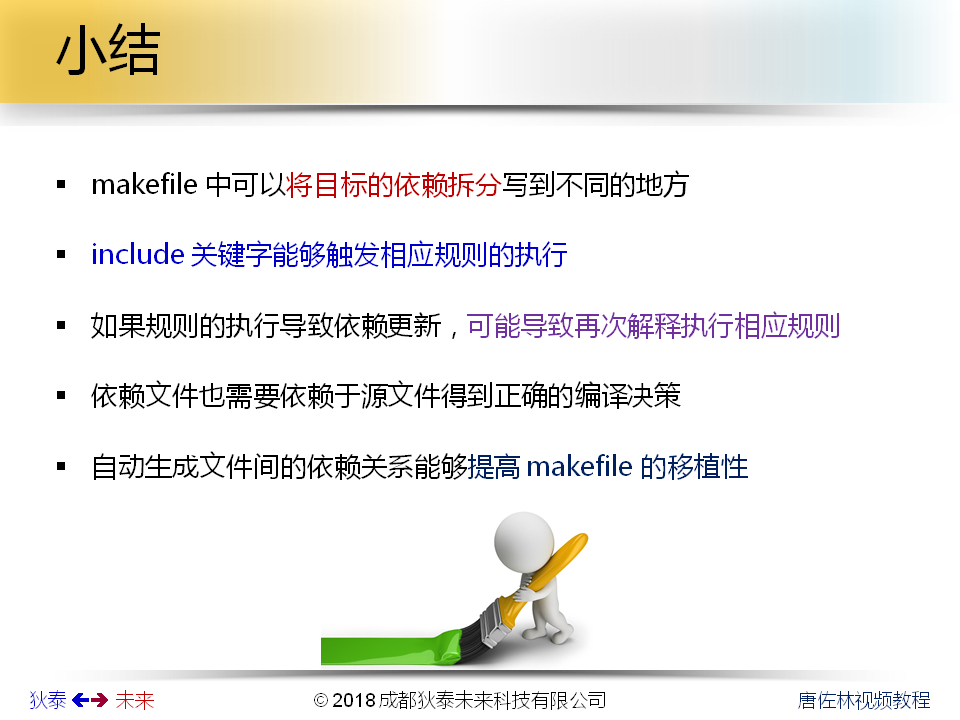 小结
▪ makefile 中可以将目标的依赖拆分写到不同的地方
▪ include 关键字能够触发相应规则的执行
▪ 如果规则的执行导致依赖更新，可能导致再次解释执行相应规则
▪ 依赖文件也需要依赖于源文件得到正确的编译决策
▪ 自动生成文件间的依赖关系能够提高 makefile 的移植性
狄泰 未来 © 2018 成都狄泰未来科技有限公司 唐佐林视频教程